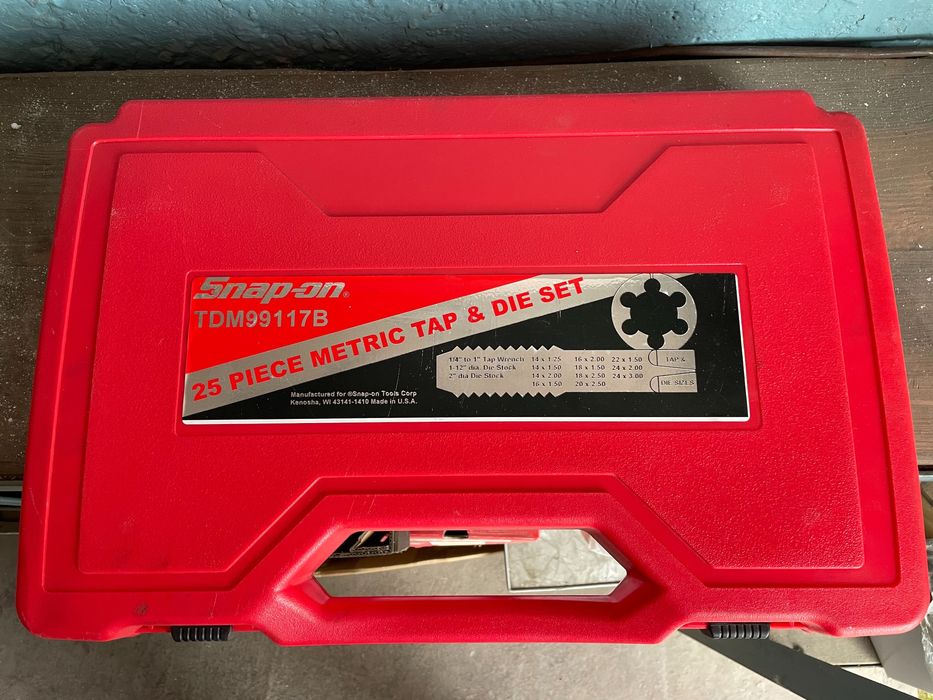 Snap-on®
TDM99117B
25 PIECE METRIC TAP & DIE SET
Manufactured for ®Snap-on Tools Corp
Kenosha, WI 43141-1410 Made in U.S.A.
1/4" to 1" Tap Wrench 14 x 1.25 16 x 2.00 22 x 1.50
1-12" dia. Die Stock 14 x 1.50 18 x 1.50 24 x 2.00
2" dia Die Stock 14 x 2.00 18 x 2.50 24 x 3.00
16 x 1.50 20 x 2.50
TAP &
DIE SIZES